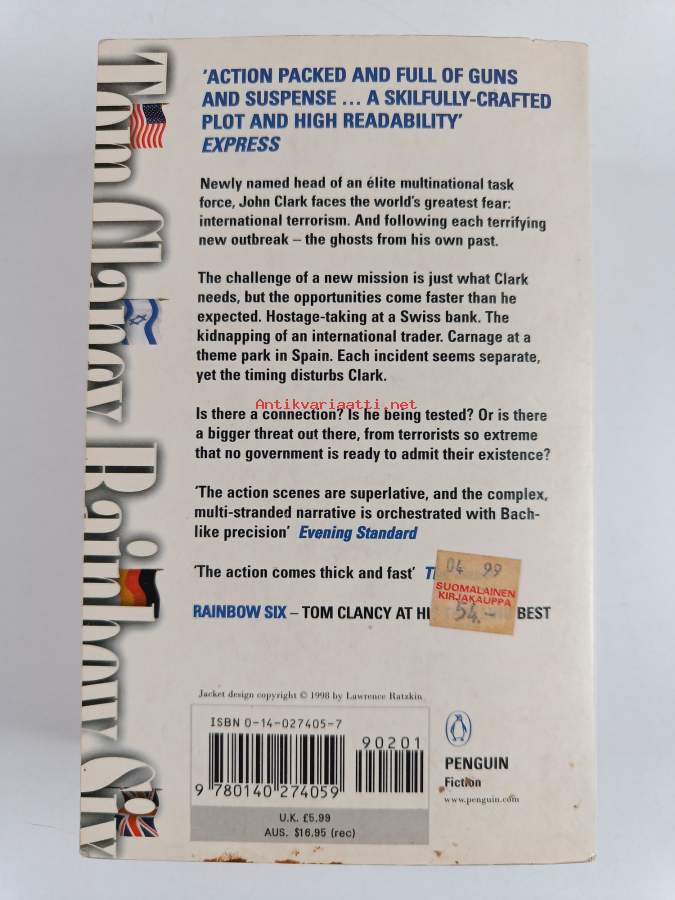 Tom Clancy Rainbow Six
'ACTION PACKED AND FULL OF GUNS
AND SUSPENSE ... A SKILFULLY-CRAFTED
PLOT AND HIGH READABILITY'
EXPRESS
Newly named head of an élite multinational task
force, John Clark faces the world's greatest fear:
international terrorism. And following each terrifying
new outbreak – the ghosts from his own past.
The challenge of a new mission is just what Clark
needs, but the opportunities come faster than he
expected. Hostage-taking at a Swiss bank. The
kidnapping of an international trader. Carnage at a
theme park in Spain. Each incident seems separate,
yet the timing disturbs Clark.
Antikvariaatti.net
Is there a connection? Is he being tested? Or is there
a bigger threat out there, from terrorists so extreme
that no government is ready to admit their existence?
'The action scenes are superlative, and the complex,
multi-stranded narrative is orchestrated with Bach-
like precision' Evening Standard
'The action comes thick and fast'
04 99
SUOMALAINEN
KIRJAKAUPPA
54.-
RAINBOW SIX – TOM CLANCY AT BEST
Jacket design copyright © 1998 by Lawrence Ratzkin
ISBN 0-14-027405-7
90201
9 780140 274059
U.K. £5.99
AUS. $16.95 (rec)
PENGUIN
Fiction
www.penguin.com